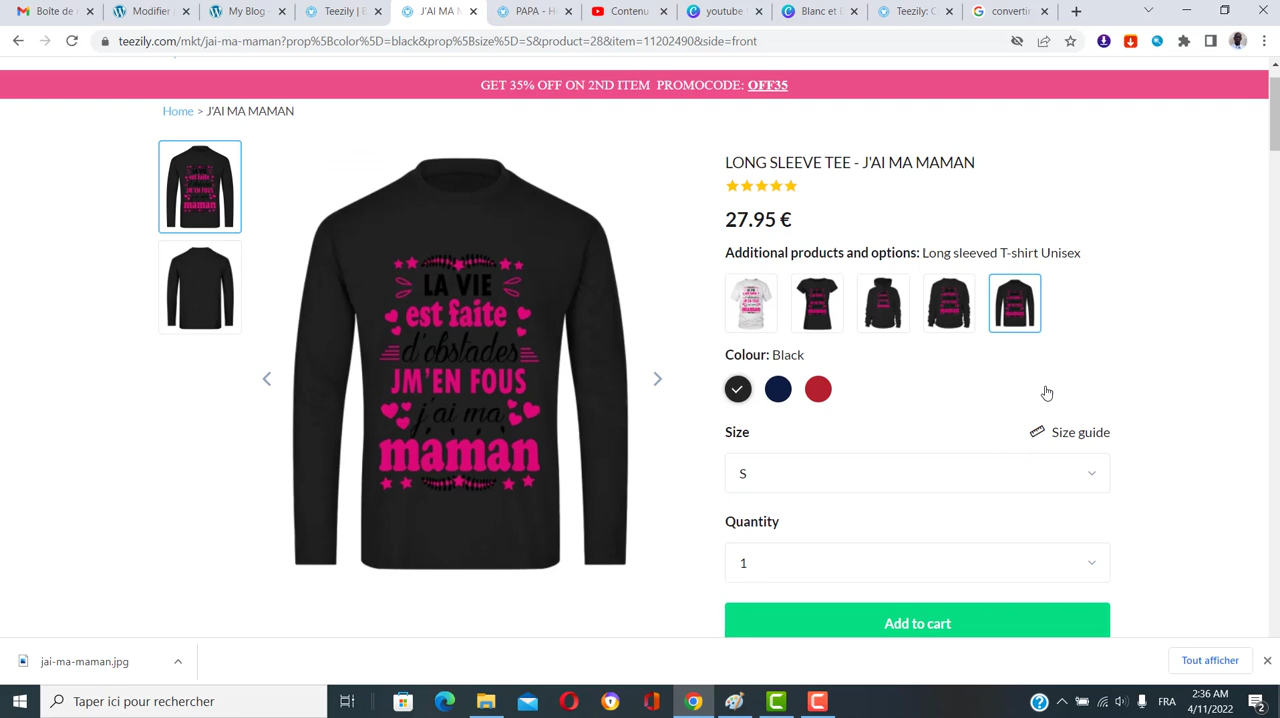 Boîte de
Modifier
My Blog -
Teezily | E
J'AI MA M
PAPA - H
Contenu
youtube
Blanc et E
Teezily: C
convertir
teezily.com/mkt/jai-ma-maman?prop%5Bcolor%5D=black&prop%5Bsize%5D=S&product=28&item=11202490&side=front
GET 35% OFF ON 2ND ITEM PROMOCODE: OFF35
Home > J'AI MA MAMAN
LONG SLEEVE TEE - J'AI MA MAMAN
27.95 €
Additional products and options: Long sleeved T-shirt Unisex
LA VIE
est faite
d'obstades
JM'EN FOUS
j'ai ma
maman
Colour: Black
Size
Size guide
S
Quantity
1
Add to cart
jai-ma-maman.jpg
Tout afficher
Taper ici pour rechercher
FRA
2:36 AM
4/11/2022
2